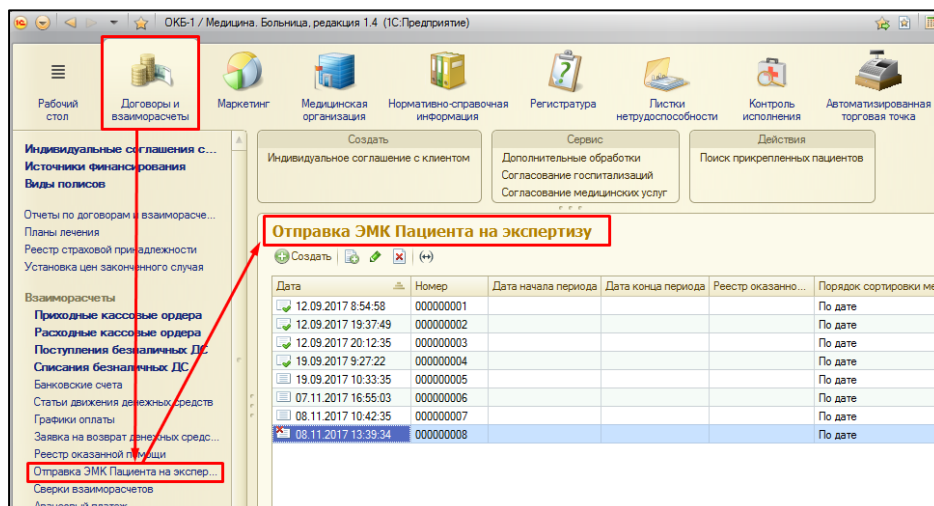 ОКБ-1 / Медицина. Больница, редакция 1.4 (1С:Предприятие)
Рабочий стол
Договоры и взаиморасчеты
Маркетинг
Медицинская организация
Нормативно-справочная информация
Регистратура
Листки нетрудоспособности
Контроль исполнения
Автоматизированная торговая точка
Индивидуальные соглашения с...
Источники финансирования
Виды полисов
Отчеты по договорам и взаиморасче...
Планы лечения
Реестр страховой принадлежности
Установка цен законченного случая
Взаиморасчеты
Приходные кассовые ордера
Расходные кассовые ордера
Поступления безналичных ДС
Списания безналичных ДС
Банковские счета
Статьи движения денежных средств
Графики оплаты
Заявка на возврат денежных средс...
Реестр оказанной помощи
Отправка ЭМК Пациента на экспер...
Сверки взаиморасчетов
Авансовый платеж
Создать
Индивидуальное соглашение с клиентом
Сервис
Дополнительные обработки
Согласование госпитализаций
Согласование медицинских услуг
Действия
Поиск прикрепленных пациентов
Отправка ЭМК Пациента на экспертизу
Создать
Дата Номер Дата начала периода Дата конца периода Реестр оказанно... Порядок сортировки ме
12.09.2017 8:54:58 000000001 По дате
12.09.2017 19:37:49 000000002 По дате
12.09.2017 20:12:35 000000003 По дате
19.09.2017 9:27:22 000000004 По дате
19.09.2017 10:33:35 000000005 По дате
07.11.2017 16:55:03 000000006 По дате
08.11.2017 10:42:35 000000007 По дате
08.11.2017 13:39:34 000000008 По дате